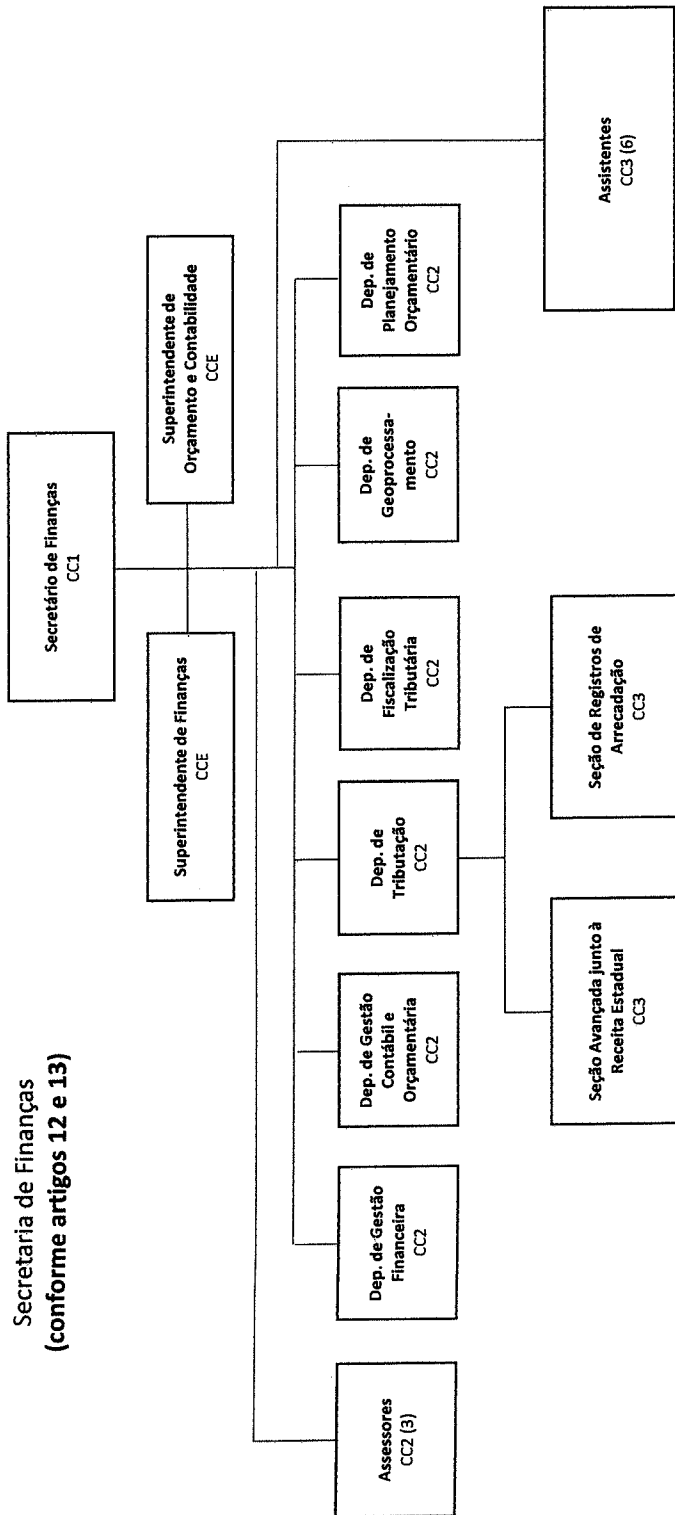 Secretaria de Finanças
(conforme artigos 12 e 13)
Secretário de Finanças
CC1
Superintendente de Finanças
CCE
Superintendente de
Orçamento e Contabilidade
CCE
Assessores
CC2 (3)
Dep. de Gestão
Financeira
CC2
Dep. de Gestão
Contábil e
Orçamentária
CC2
Dep. de
Tributação
CC2
Dep. de
Fiscalização
Tributária
CC2
Dep. de
Geoprocessa-
mento
CC2
Dep. de
Planejamento
Orçamentário
CC2
Seção Avançada junto à
Receita Estadual
CC3
Seção de Registros de
Arrecadação
CC3
Assistentes
CC3 (6)